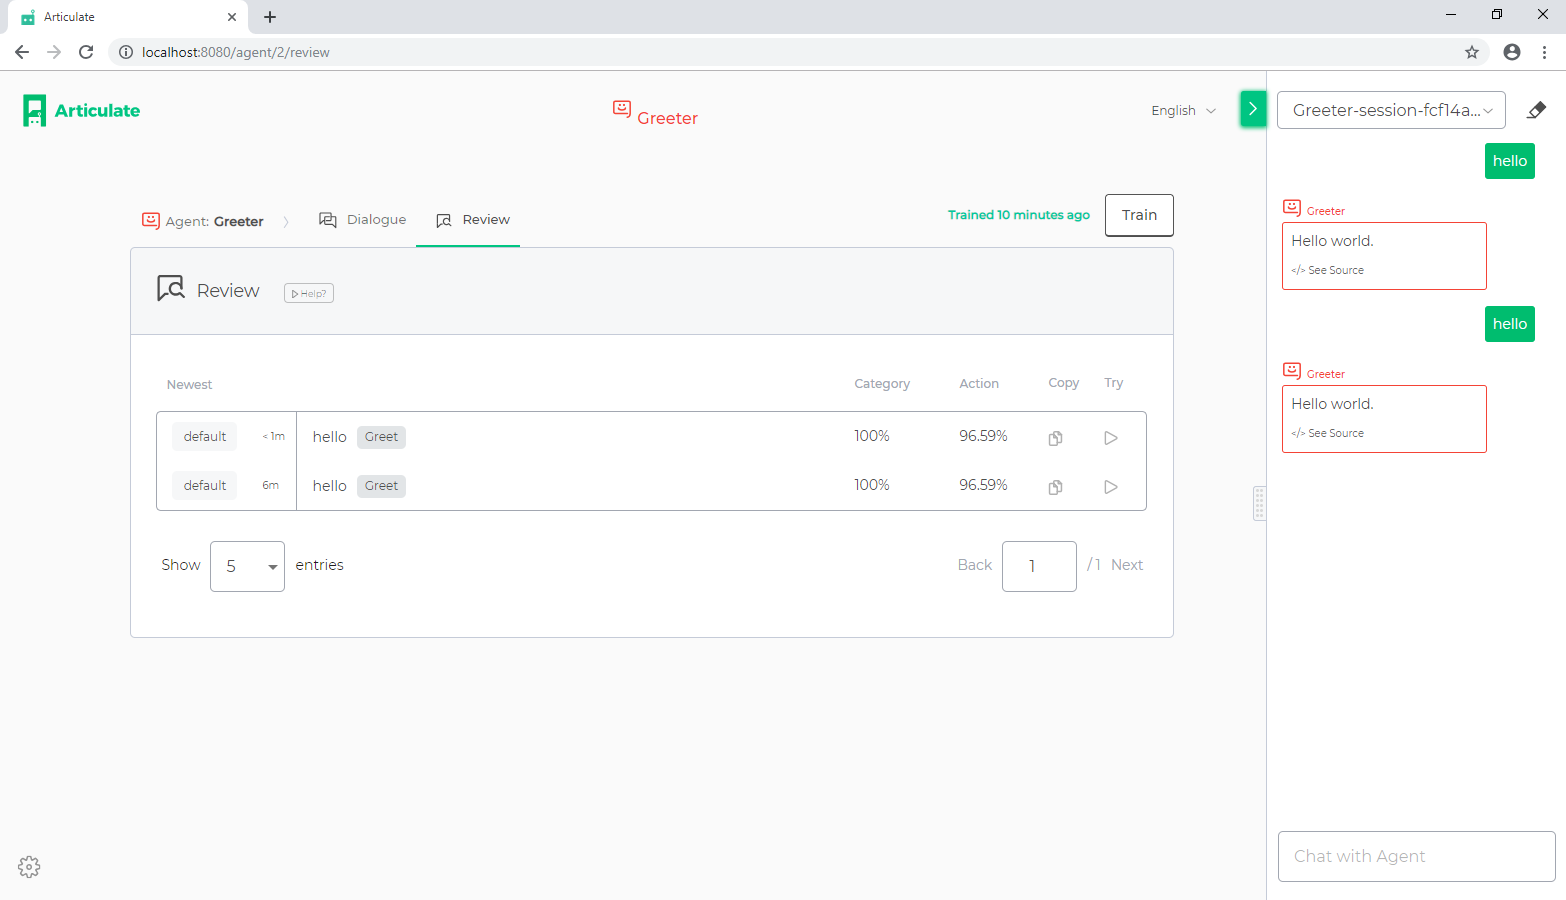 Articulate
localhost:8080/agent/2/review
Articulate
Greeter
English
Greeter-session-fcf14a...
hello
Greeter
Hello world.
</> See Source
hello
Greeter
Hello world.
</> See Source
Chat with Agent
Agent: Greeter
Dialogue
Review
Trained 10 minutes ago
Train
Review
Help?
Newest Category Action Copy Try
default < 1m hello Greet 100% 96.59%
default 6m hello Greet 100% 96.59%
Show 5 entries
Back 1 / 1 Next